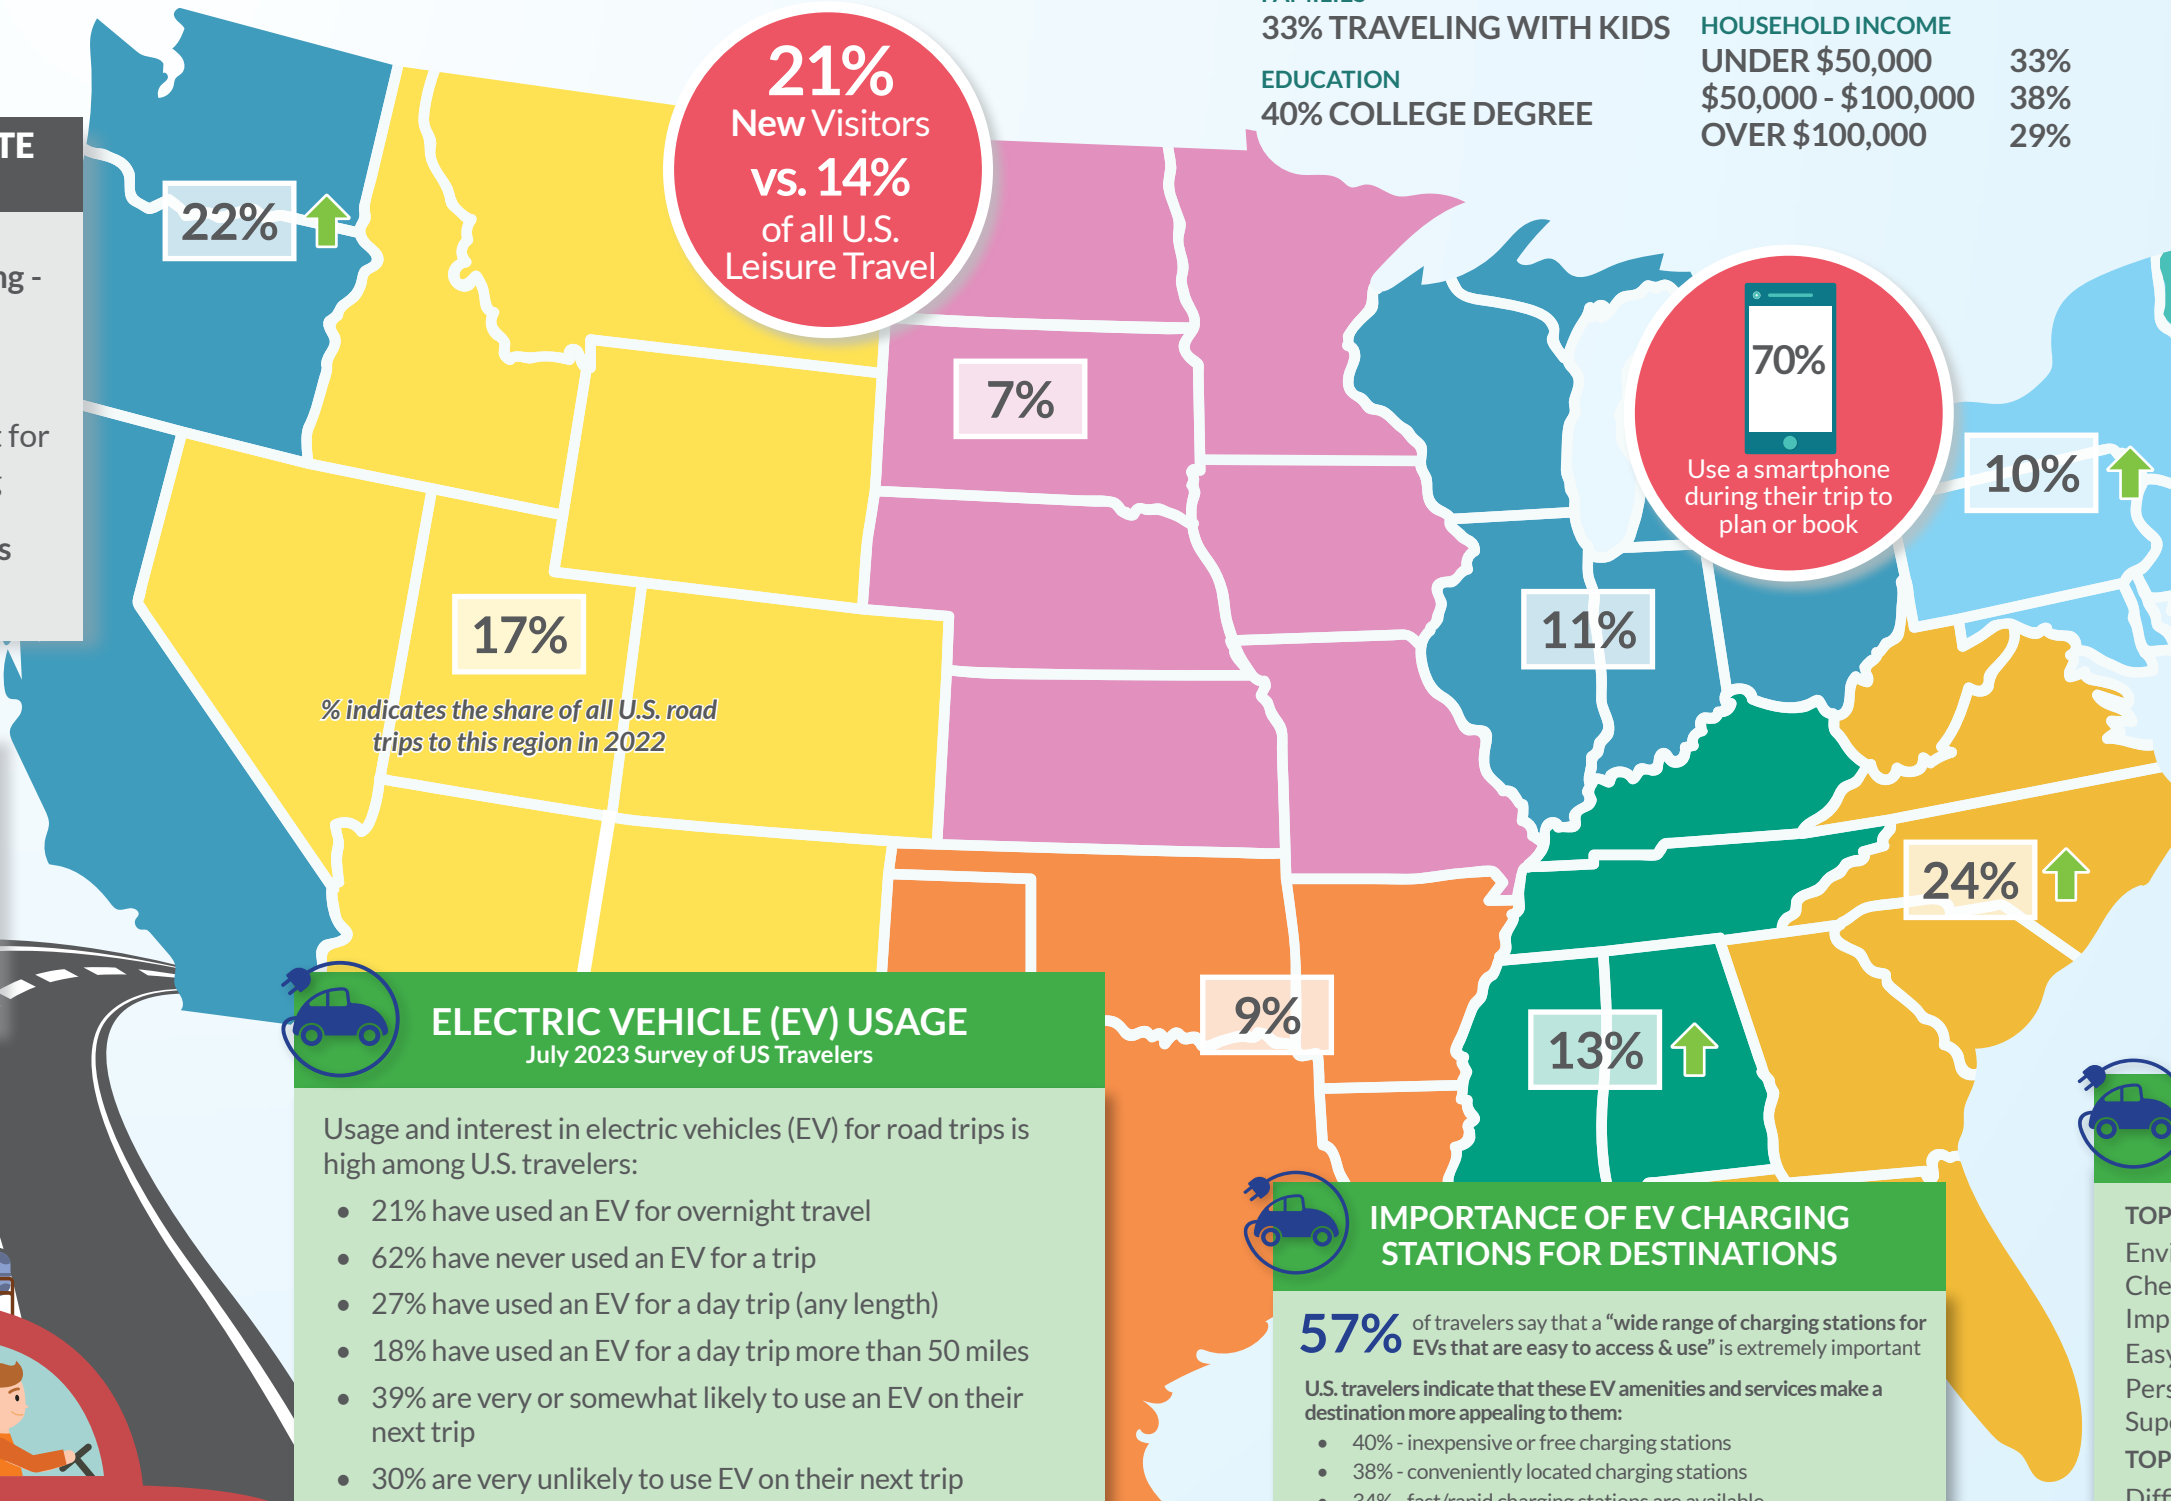 33% TRAVELING WITH KIDS
EDUCATION
40% COLLEGE DEGREE
HOUSEHOLD INCOME
UNDER $50,000 33%
$50,000 - $100,000 38%
OVER $100,000 29%
21%
New Visitors
vs. 14%
of all U.S.
Leisure Travel
TE
ng -
for
s
22%
7%
70%
Use a smartphone
during their trip to
plan or book
10%
17%
% indicates the share of all U.S. road
trips to this region in 2022
11%
24%
9%
13%
ELECTRIC VEHICLE (EV) USAGE
July 2023 Survey of US Travelers
Usage and interest in electric vehicles (EV) for road trips is
high among U.S. travelers:
• 21% have used an EV for overnight travel
• 62% have never used an EV for a trip
• 27% have used an EV for a day trip (any length)
• 18% have used an EV for a day trip more than 50 miles
• 39% are very or somewhat likely to use an EV on their
next trip
• 30% are very unlikely to use EV on their next trip
IMPORTANCE OF EV CHARGING
STATIONS FOR DESTINATIONS
57% of travelers say that a “wide range of charging stations for
EVs that are easy to access & use” is extremely important
U.S. travelers indicate that these EV amenities and services make a
destination more appealing to them:
• 40% - inexpensive or free charging stations
• 38% - conveniently located charging stations
• 34% - fast/rapid charging stations are available
TOP
Envi
Che
Imp
Easy
Pers
Supe
TOP
Diff